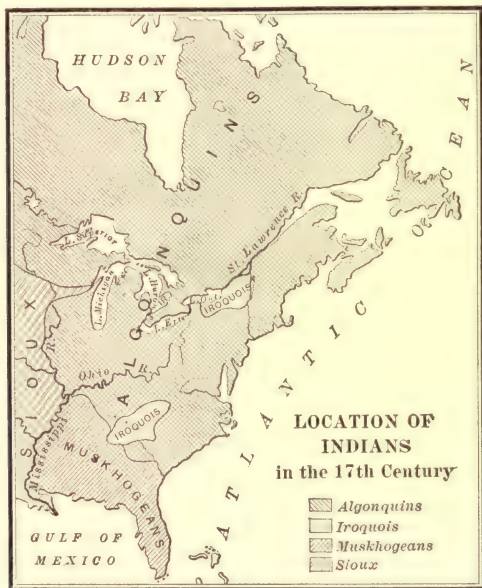 HUDSON
BAY
ALGONQUINS
OCEAN
ATLANTIC
L. Superior
L. Michigan
L. Huron
L. Erie
St. Lawrence R.
IROQUOIS
SIOUX
Ohio R.
Mississippi R.
IROQUOIS
MUSKHOGEANS
GULF OF
MEXICO
LOCATION OF
INDIANS
in the 17th Century
Algonquins
Iroquois
Muskhogeans
Sioux